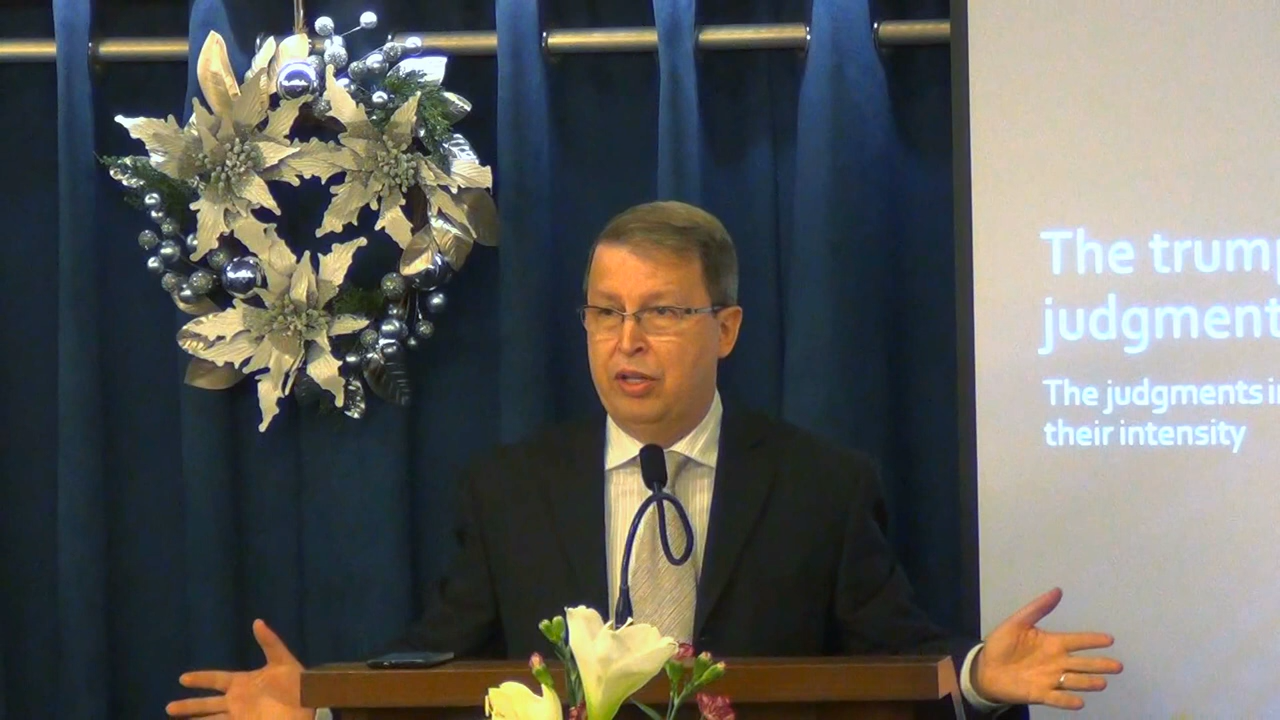 The trump
judgment
The judgments i
their intensity